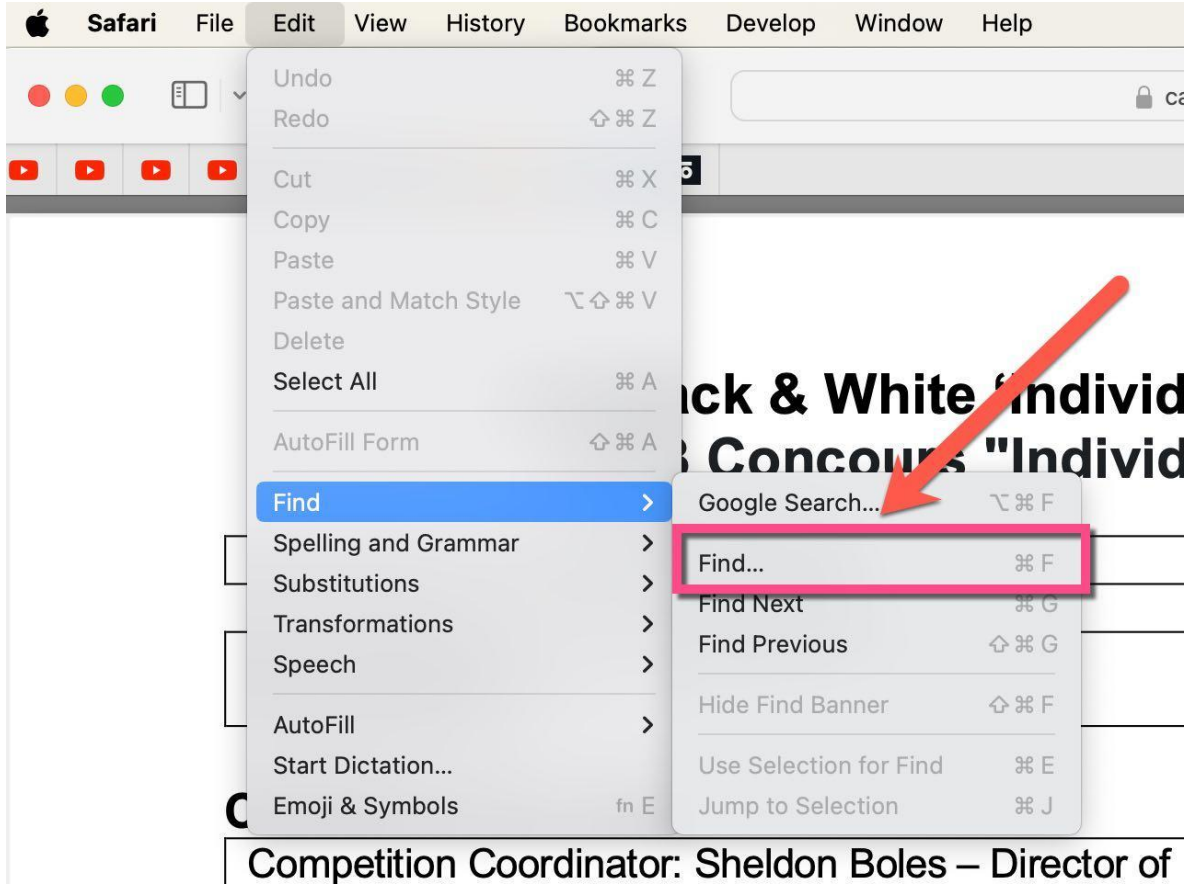 Safari File Edit View History Bookmarks Develop Window Help
Undo ⌘ Z
Redo ⇧ ⌘ Z
Cut ⌘ X
Copy ⌘ C
Paste ⌘ V
Paste and Match Style ⌥ ⇧ ⌘ V
Delete
Select All ⌘ A
AutoFill Form ⇧ ⌘ A
Find
Spelling and Grammar
Substitutions
Transformations
Speech
AutoFill
Start Dictation...
Emoji & Symbols fn E
Google Search... ⌥ ⌘ F
Find... ⌘ F
Find Next ⌘ G
Find Previous ⇧ ⌘ G
Hide Find Banner ⇧ ⌘ F
Use Selection for Find ⌘ E
Jump to Selection ⌘ J
ca
ck & White “Individ
Concours "Individ
C
Competition Coordinator: Sheldon Boles – Director of